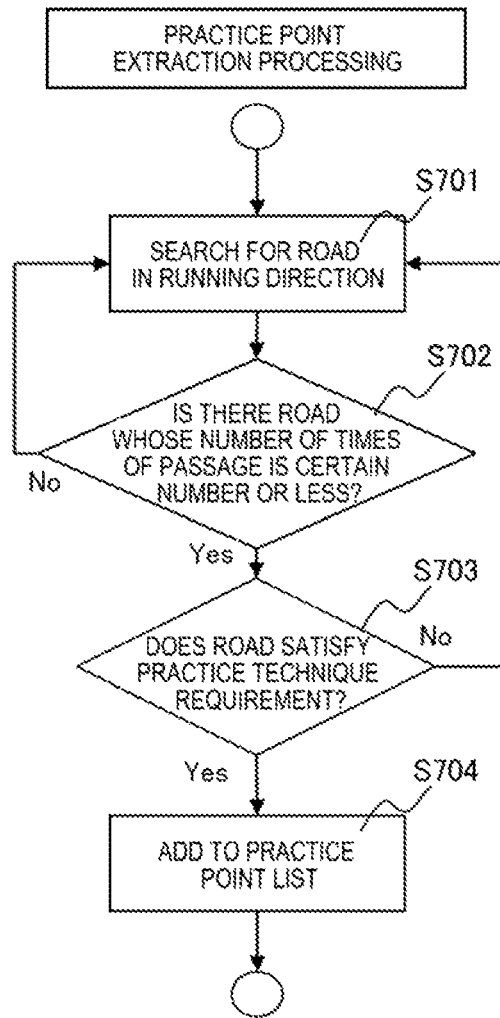 PRACTICE POINT
EXTRACTION PROCESSING
S701
SEARCH FOR ROAD
IN RUNNING DIRECTION
S702
IS THERE ROAD
WHOSE NUMBER OF TIMES
OF PASSAGE IS CERTAIN
NUMBER OR LESS?
No
Yes
S703
DOES ROAD SATISFY
PRACTICE TECHNIQUE
REQUIREMENT?
No
Yes
S704
ADD TO PRACTICE
POINT LIST